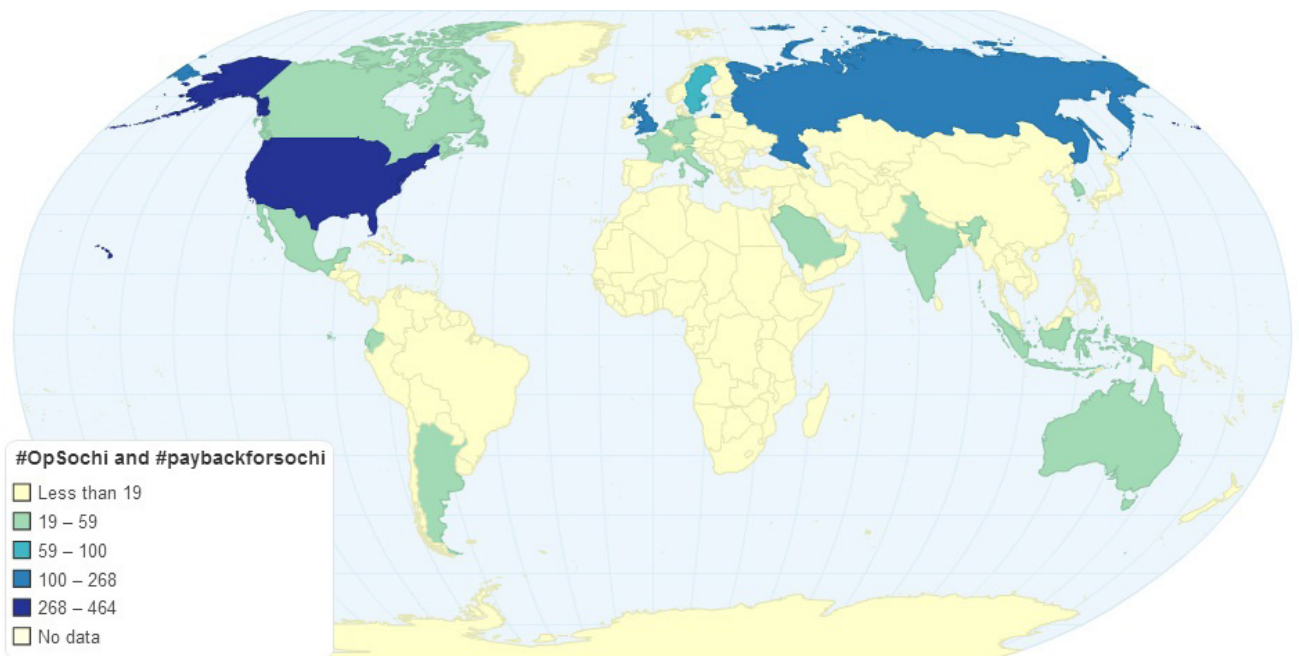 #OpSochi and #paybackforsochi
Less than 19
19 – 59
59 – 100
100 – 268
268 – 464
No data